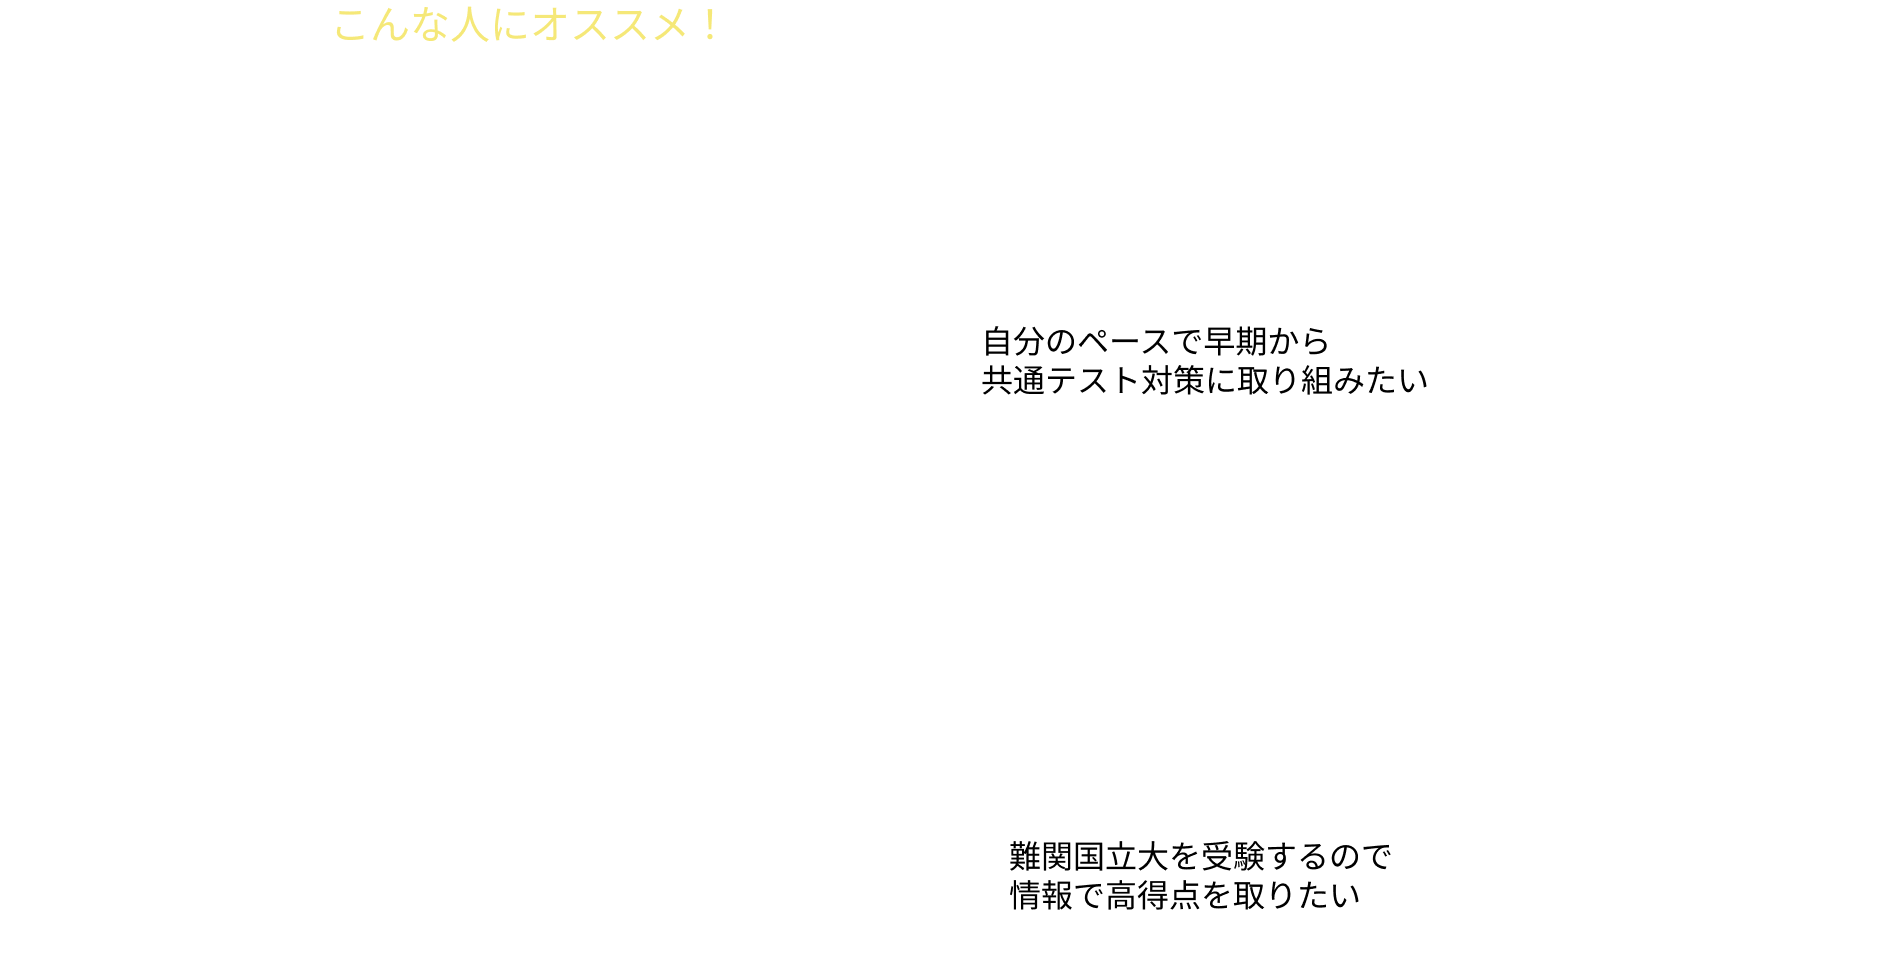 こんな人にオススメ！
自分のペースで早期から
共通テスト対策に取り組みたい
難関国立大を受験するので
情報で高得点を取りたい